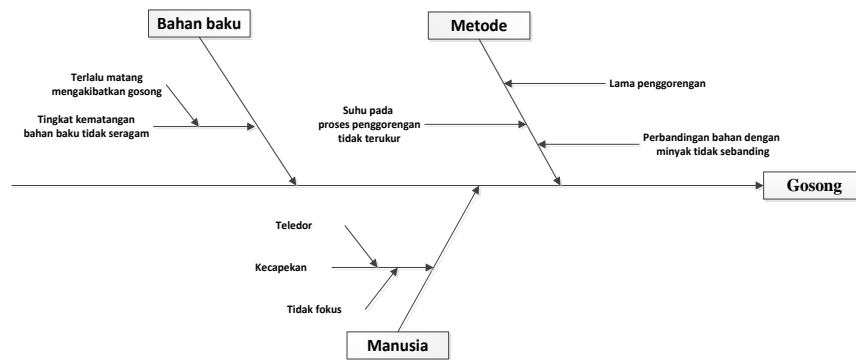 Bahan baku
Metode
Terlalu matang
mengakibatkan gosong
Tingkat kematangan
bahan baku tidak seragam
Lama penggorengan
Suhu pada
proses penggorengan
tidak terukur
Perbandingan bahan dengan
minyak tidak sebanding
Gosong
Teledor
Kecapekan
Tidak fokus
Manusia